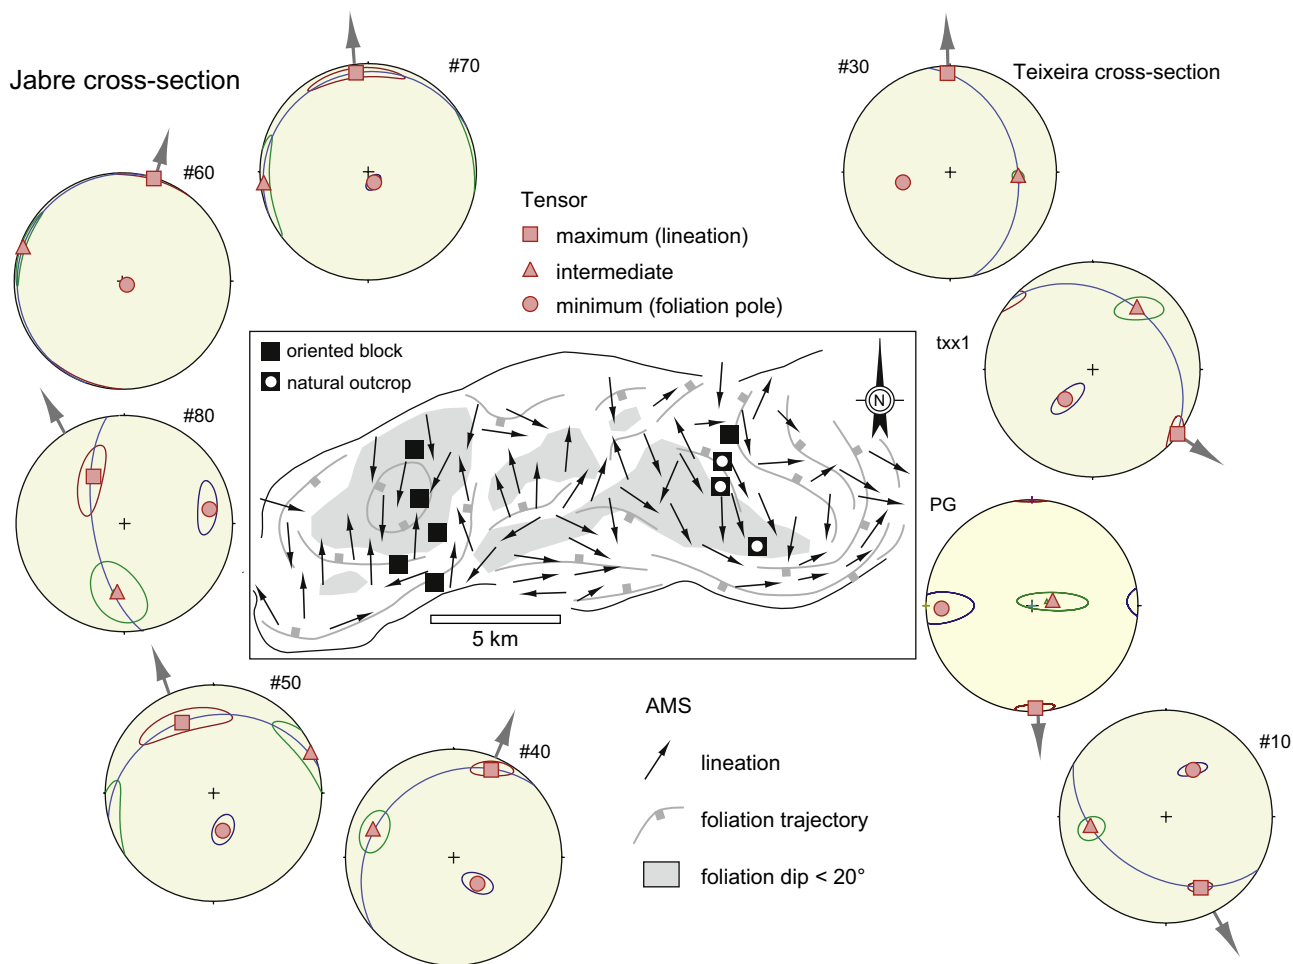 #70
#30
Teixeira cross-section
Jabre cross-section
#60
Tensor
maximum (lineation)
intermediate
minimum (foliation pole)
txx1
oriented block
natural outcrop
N
#80
PG
5 km
#50
AMS
#40
#10
lineation
foliation trajectory
foliation dip < 20°